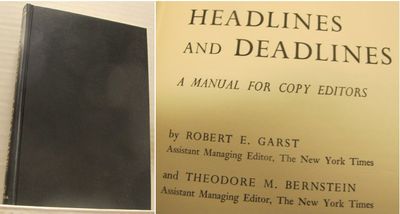 HEADLINES
AND DEADLINES
A MANUAL FOR COPY EDITORS
by ROBERT E. GARST
Assistant Managing Editor, The New York Times
and THEODORE M. BERNSTEIN
Assistant Managing Editor, The New York Times